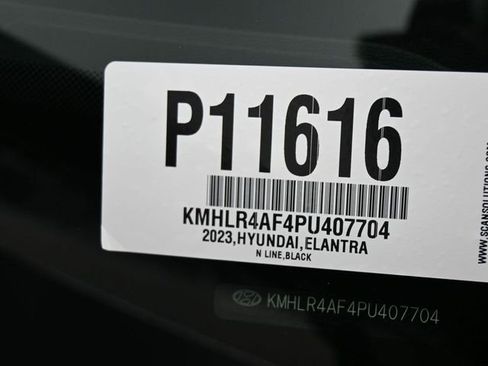 P11616
KMHLR4AF4PU407704
2023,HYUNDAI,ELANTRA
N LINE,BLACK
KMHLR4AF4PU407704